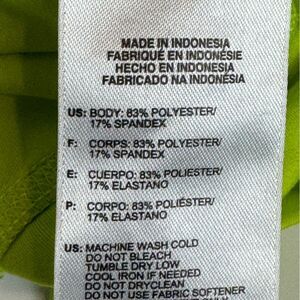 MADE IN INDONESIA
FABRIQUÉ EN INDONÉSIE
HECHO EN INDONESIA
FABRICADO NA INDONÉSIA
US: BODY: 83% POLYESTER/
17% SPANDEX
F: CORPS: 83% POLYESTER/
17% SPANDEX
E: CUERPO: 83% POLIESTER/
17% ELASTANO
P: CORPO: 83% POLIÉSTER/
17% ELASTANO
US: MACHINE WASH COLD
DO NOT BLEACH
TUMBLE DRY LOW
COOL IRON IF NEEDED
DO NOT DRYCLEAN
DO NOT USE FABRIC SOFTENER